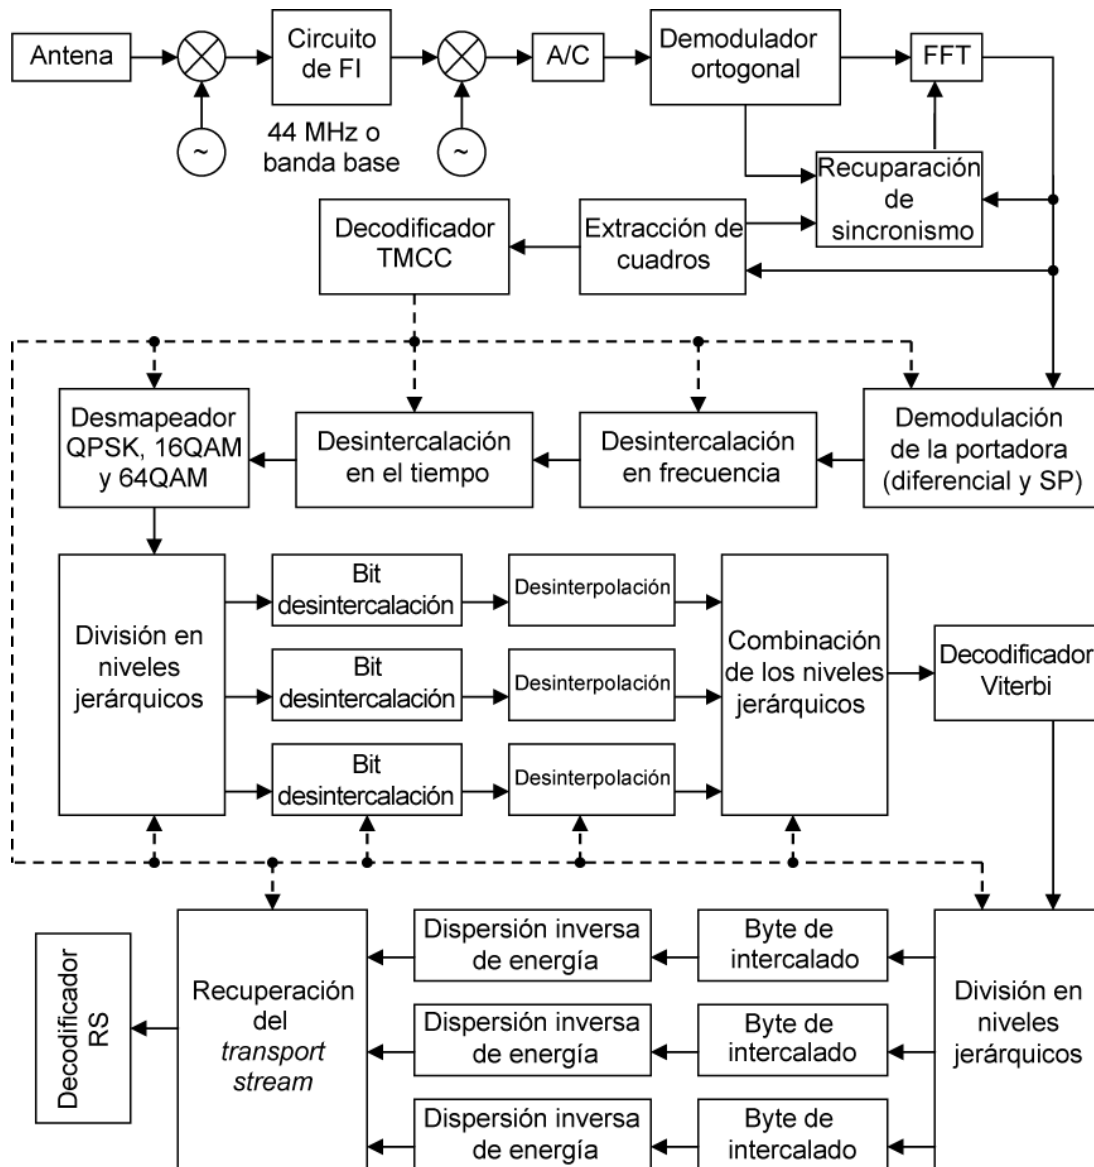 Antena
Circuito
de FI
A/C
Demodulador
ortogonal
FFT
~
44 MHz o
banda base
~
Recuparación
de
sincronismo
Decodificador
TMCC
Extracción de
cuadros
Desmapeador
QPSK, 16QAM
y 64QAM
Desintercalación
en el tiempo
Desintercalación
en frecuencia
Demodulación
de la portadora
(diferencial y SP)
División en
niveles
jerárquicos
Bit
desintercalación
Desinterpolación
Bit
desintercalación
Desinterpolación
Bit
desintercalación
Desinterpolación
Combinación
de los niveles
jerárquicos
Decodificador
Viterbi
Decodificador
RS
Recuperación
del
transport
stream
Dispersión inversa
de energía
Byte de
intercalado
Dispersión inversa
de energía
Byte de
intercalado
Dispersión inversa
de energía
Byte de
intercalado
División en
niveles
jerárquicos